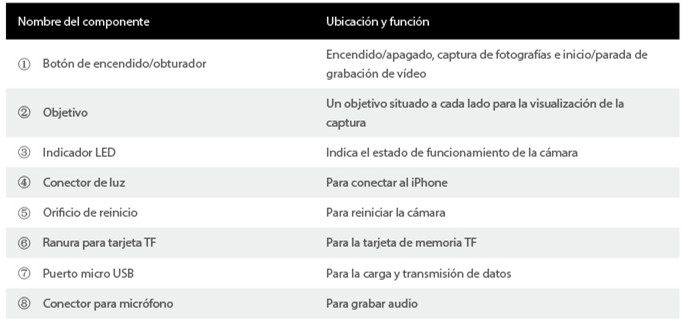 Nombre del componente Ubicación y función
① Botón de encendido/obturador Encendido/apagado, captura de fotografías e inicio/parada de
grabación de vídeo
② Objetivo Un objetivo situado a cada lado para la visualización de la
captura
③ Indicador LED Indica el estado de funcionamiento de la cámara
④ Conector de luz Para conectar al iPhone
⑤ Orificio de reinicio Para reiniciar la cámara
⑥ Ranura para tarjeta TF Para la tarjeta de memoria TF
⑦ Puerto micro USB Para la carga y transmisión de datos
⑧ Conector para micrófono Para grabar audio